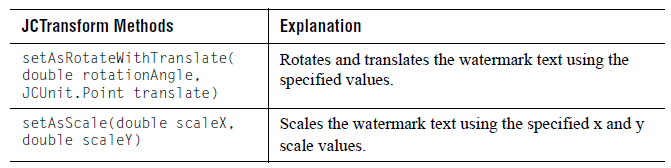 JCTransform Methods Explanation
setAsRotateWithTranslate( Rotates and translates the watermark text using the
double rotationAngle, specified values.
JCUnit.Point translate)
setAsScale(double scaleX, Scales the watermark text using the specified x and y
double scaleY) scale values.